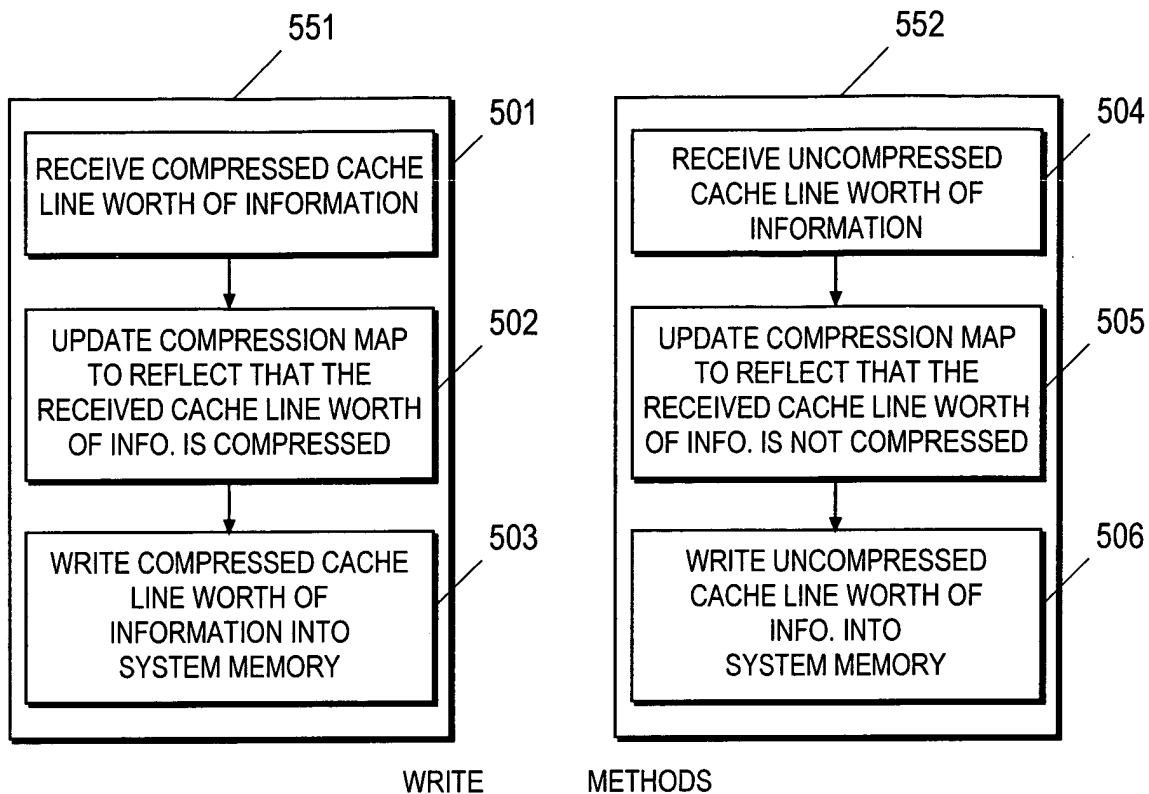 551
501
RECEIVE COMPRESSED CACHE
LINE WORTH OF INFORMATION
502
UPDATE COMPRESSION MAP
TO REFLECT THAT THE
RECEIVED CACHE LINE WORTH
OF INFO. IS COMPRESSED
503
WRITE COMPRESSED CACHE
LINE WORTH OF
INFORMATION INTO
SYSTEM MEMORY
552
504
RECEIVE UNCOMPRESSED
CACHE LINE WORTH OF
INFORMATION
505
UPDATE COMPRESSION MAP
TO REFLECT THAT THE
RECEIVED CACHE LINE WORTH
OF INFO. IS NOT COMPRESSED
506
WRITE UNCOMPRESSED
CACHE LINE WORTH OF
INFO. INTO
SYSTEM MEMORY
WRITE METHODS